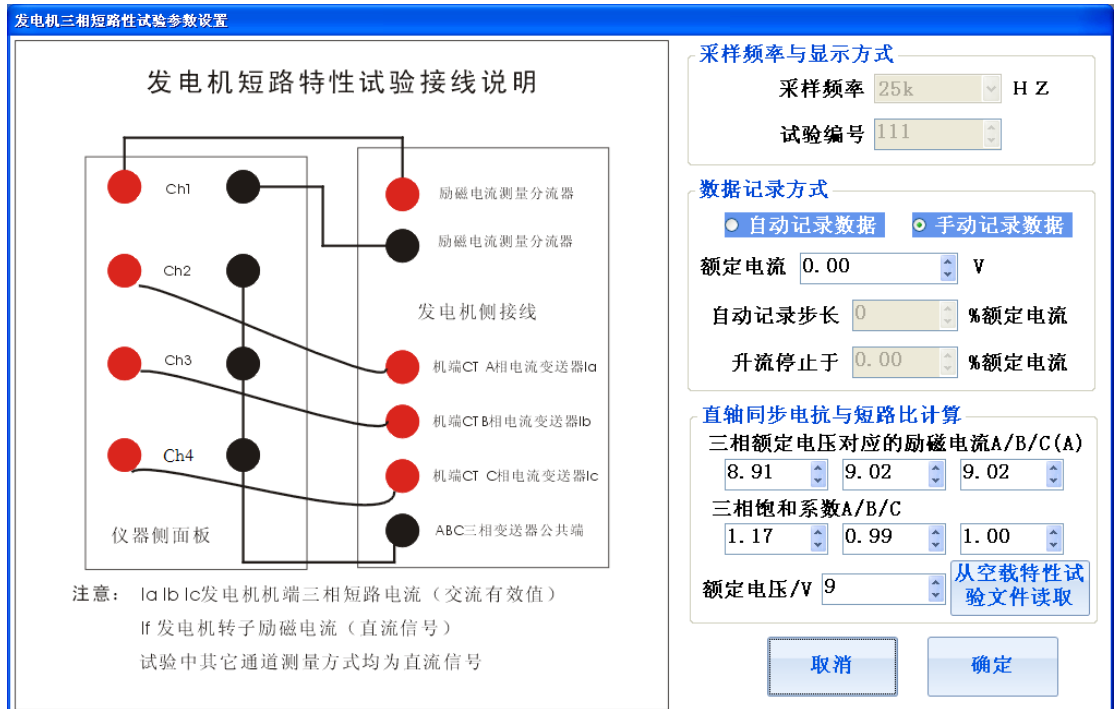 发电机三相短路性试验参数设置
发电机短路特性试验接线说明
Ch1
励磁电流测量分流器
励磁电流测量分流器
Ch2
发电机侧接线
Ch3
机端CT A相电流变送器Ia
机端CTB相电流变送器Ib
Ch4
机端CT C相电流变送器Ic
仪器侧面板
ABC三相变送器公共端
注意： Ia Ib Ic发电机机端三相短路电流（交流有效值）
If 发电机转子励磁电流（直流信号）
试验中其它通道测量方式均为直流信号
采样频率与显示方式
采样频率 25k HZ
试验编号 111
数据记录方式
自动记录数据 手动记录数据
额定电流 0.00 V
自动记录步长 0 %额定电流
升流停止于 0.00 %额定电流
直轴同步电抗与短路比计算
三相额定电压对应的励磁电流A/B/C(A)
8.91 9.02 9.02
三相饱和系数A/B/C
1.17 0.99 1.00
额定电压/V 9
从空载特性试
验文件读取
取消 确定